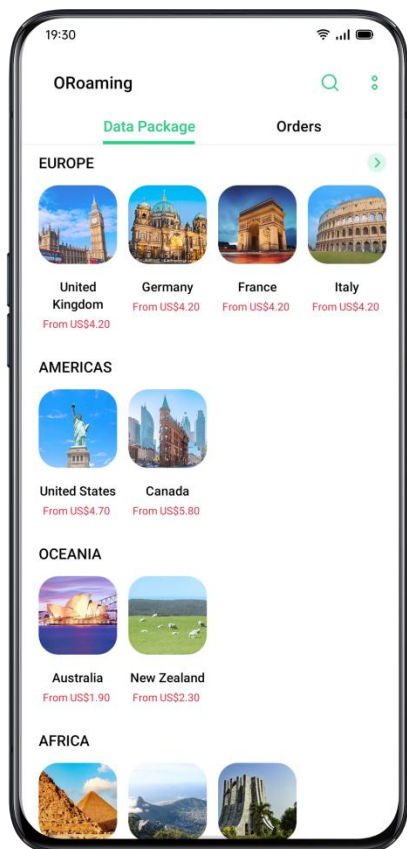 19:30
ORoaming
Data Package Orders
EUROPE
United Kingdom
From US$4.20
Germany
From US$4.20
France
From US$4.20
Italy
From US$4.20
AMERICAS
United States
From US$4.70
Canada
From US$5.80
OCEANIA
Australia
From US$1.90
New Zealand
From US$2.30
AFRICA